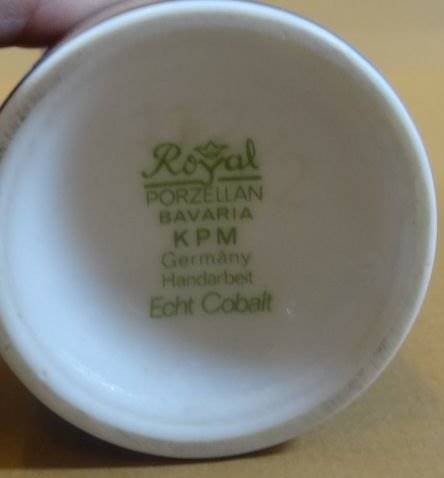 Royal
PORZELLAN
BAVARIA
KPM
Germany
Handarbeit
Echt Cobalt